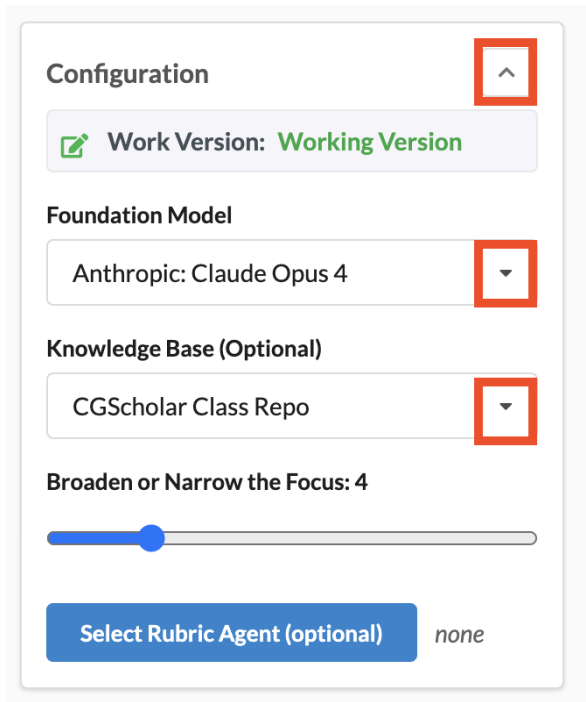 Configuration
Work Version: Working Version
Foundation Model
Anthropic: Claude Opus 4
Knowledge Base (Optional)
CGScholar Class Repo
Broaden or Narrow the Focus: 4
Select Rubric Agent (optional) none